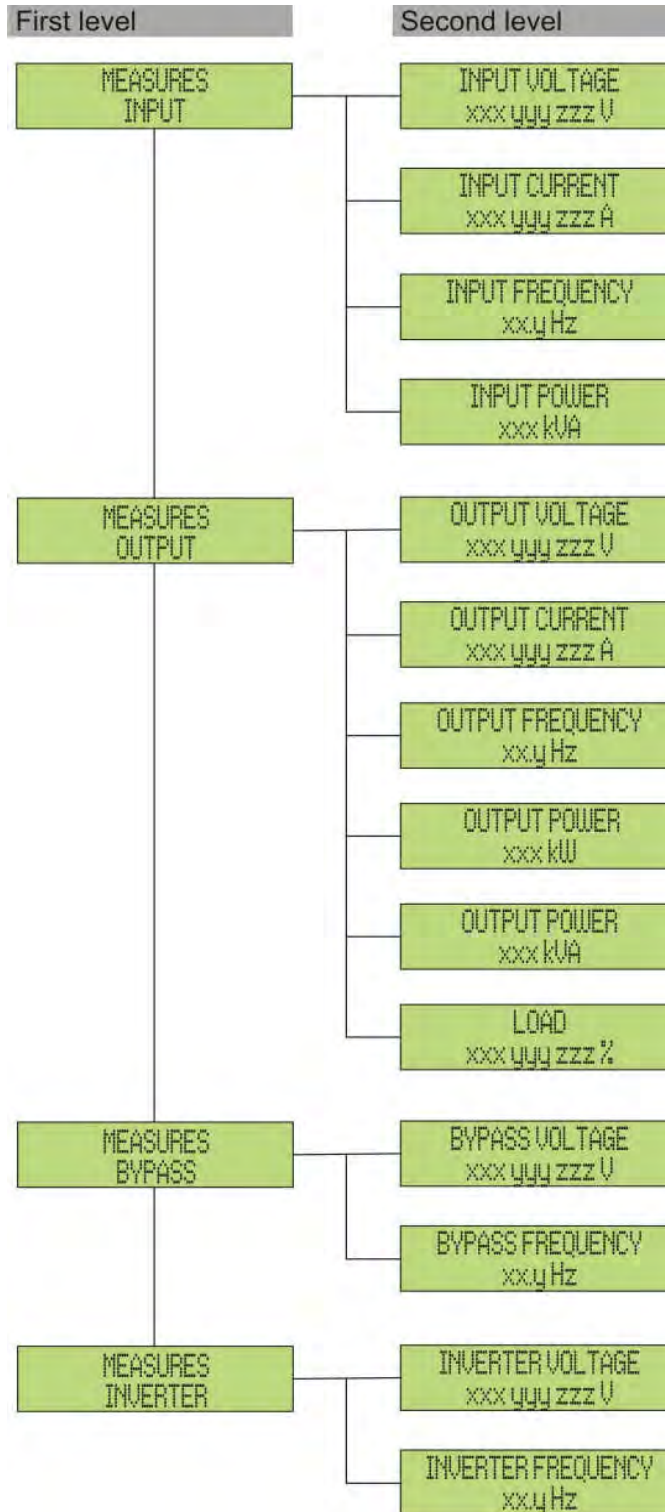 First level
Second level
MEASURES
INPUT
INPUT VOLTAGE
xxx yyy zzz V
INPUT CURRENT
xxx yyy zzz A
INPUT FREQUENCY
xx.y Hz
INPUT POWER
xxx kVA
MEASURES
OUTPUT
OUTPUT VOLTAGE
xxx yyy zzz V
OUTPUT CURRENT
xxx yyy zzz A
OUTPUT FREQUENCY
xx.y Hz
OUTPUT POWER
xxx kW
OUTPUT POWER
xxx kVA
LOAD
xxx yyy zzz %
MEASURES
BYPASS
BYPASS VOLTAGE
xxx yyy zzz V
BYPASS FREQUENCY
xx.y Hz
MEASURES
INVERTER
INVERTER VOLTAGE
xxx yyy zzz V
INVERTER FREQUENCY
xx.y Hz